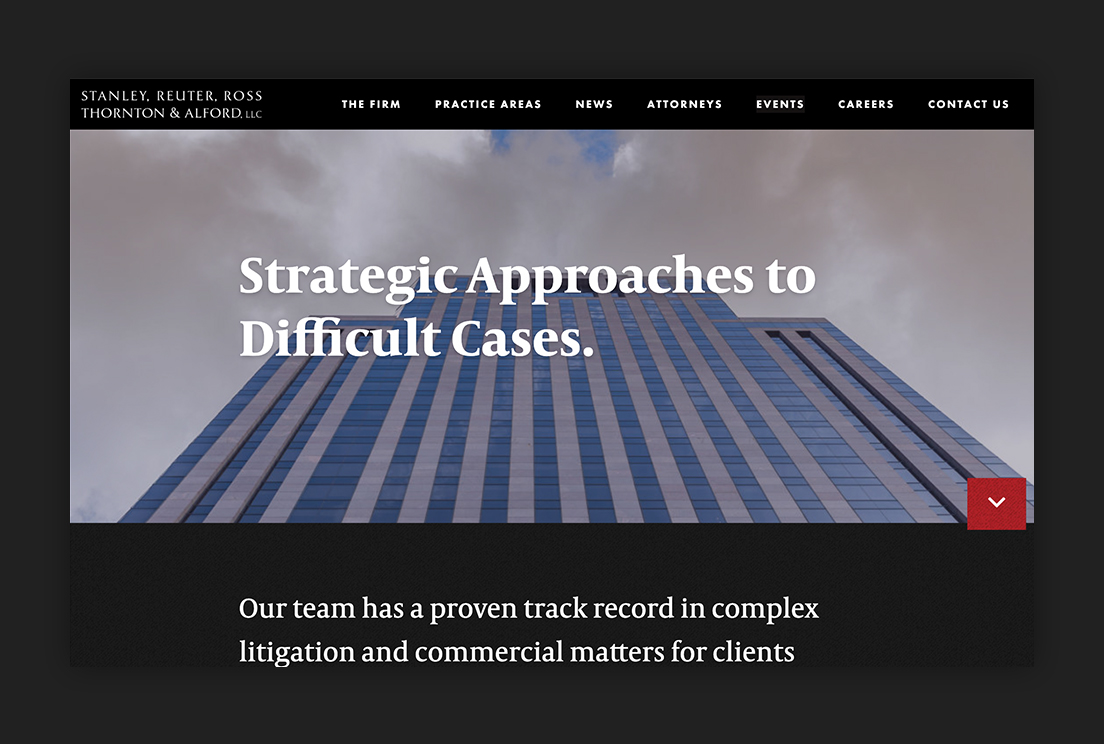 STANLEY, REUTER, ROSS
THORNTON & ALFORD, LLC
THE FIRM PRACTICE AREAS NEWS ATTORNEYS EVENTS CAREERS CONTACT US
Strategic Approaches to
Difficult Cases.
Our team has a proven track record in complex
litigation and commercial matters for clients